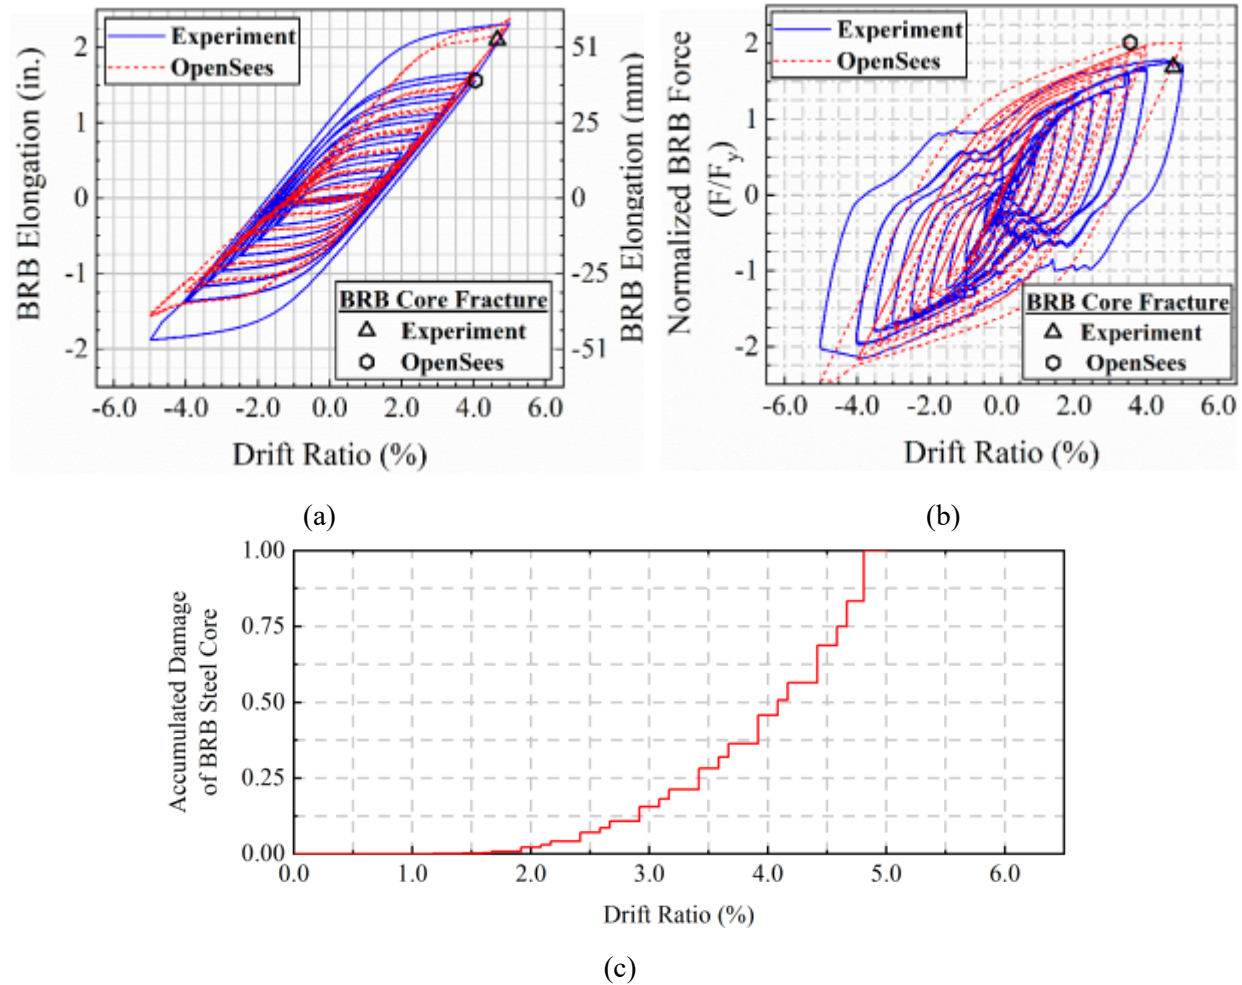 BRB Elongation (in.)
2
1
0
-1
-2
Experiment
OpenSees
BRB Core Fracture
Experiment
OpenSees
51
25
0
-25
-51
BRB Elongation (mm)
-6.0 -4.0 -2.0 0.0 2.0 4.0 6.0
Drift Ratio (%)
(a)
Normalized BRB Force
(F/Fy)
2
1
0
-1
-2
Experiment
OpenSees
BRB Core Fracture
Experiment
OpenSees
-6.0 -4.0 -2.0 0.0 2.0 4.0 6.0
Drift Ratio (%)
(b)
Accumulated Damage
of BRB Steel Core
1.00
0.75
0.50
0.25
0.00
0.0 1.0 2.0 3.0 4.0 5.0 6.0
Drift Ratio (%)
(c)